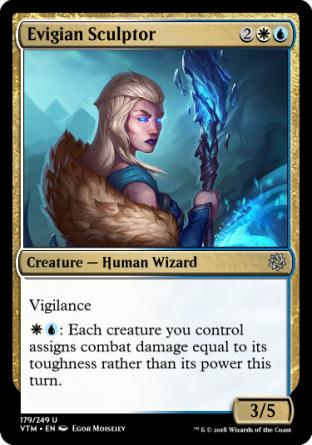 Evigian Sculptor 2
Creature — Human Wizard
Vigilance
: Each creature you control
assigns combat damage equal to its
toughness rather than its power this
turn.
179/249 U
VTM • EN Egor Moiseiev
3/5
™ & © 2018 Wizards of the Coast